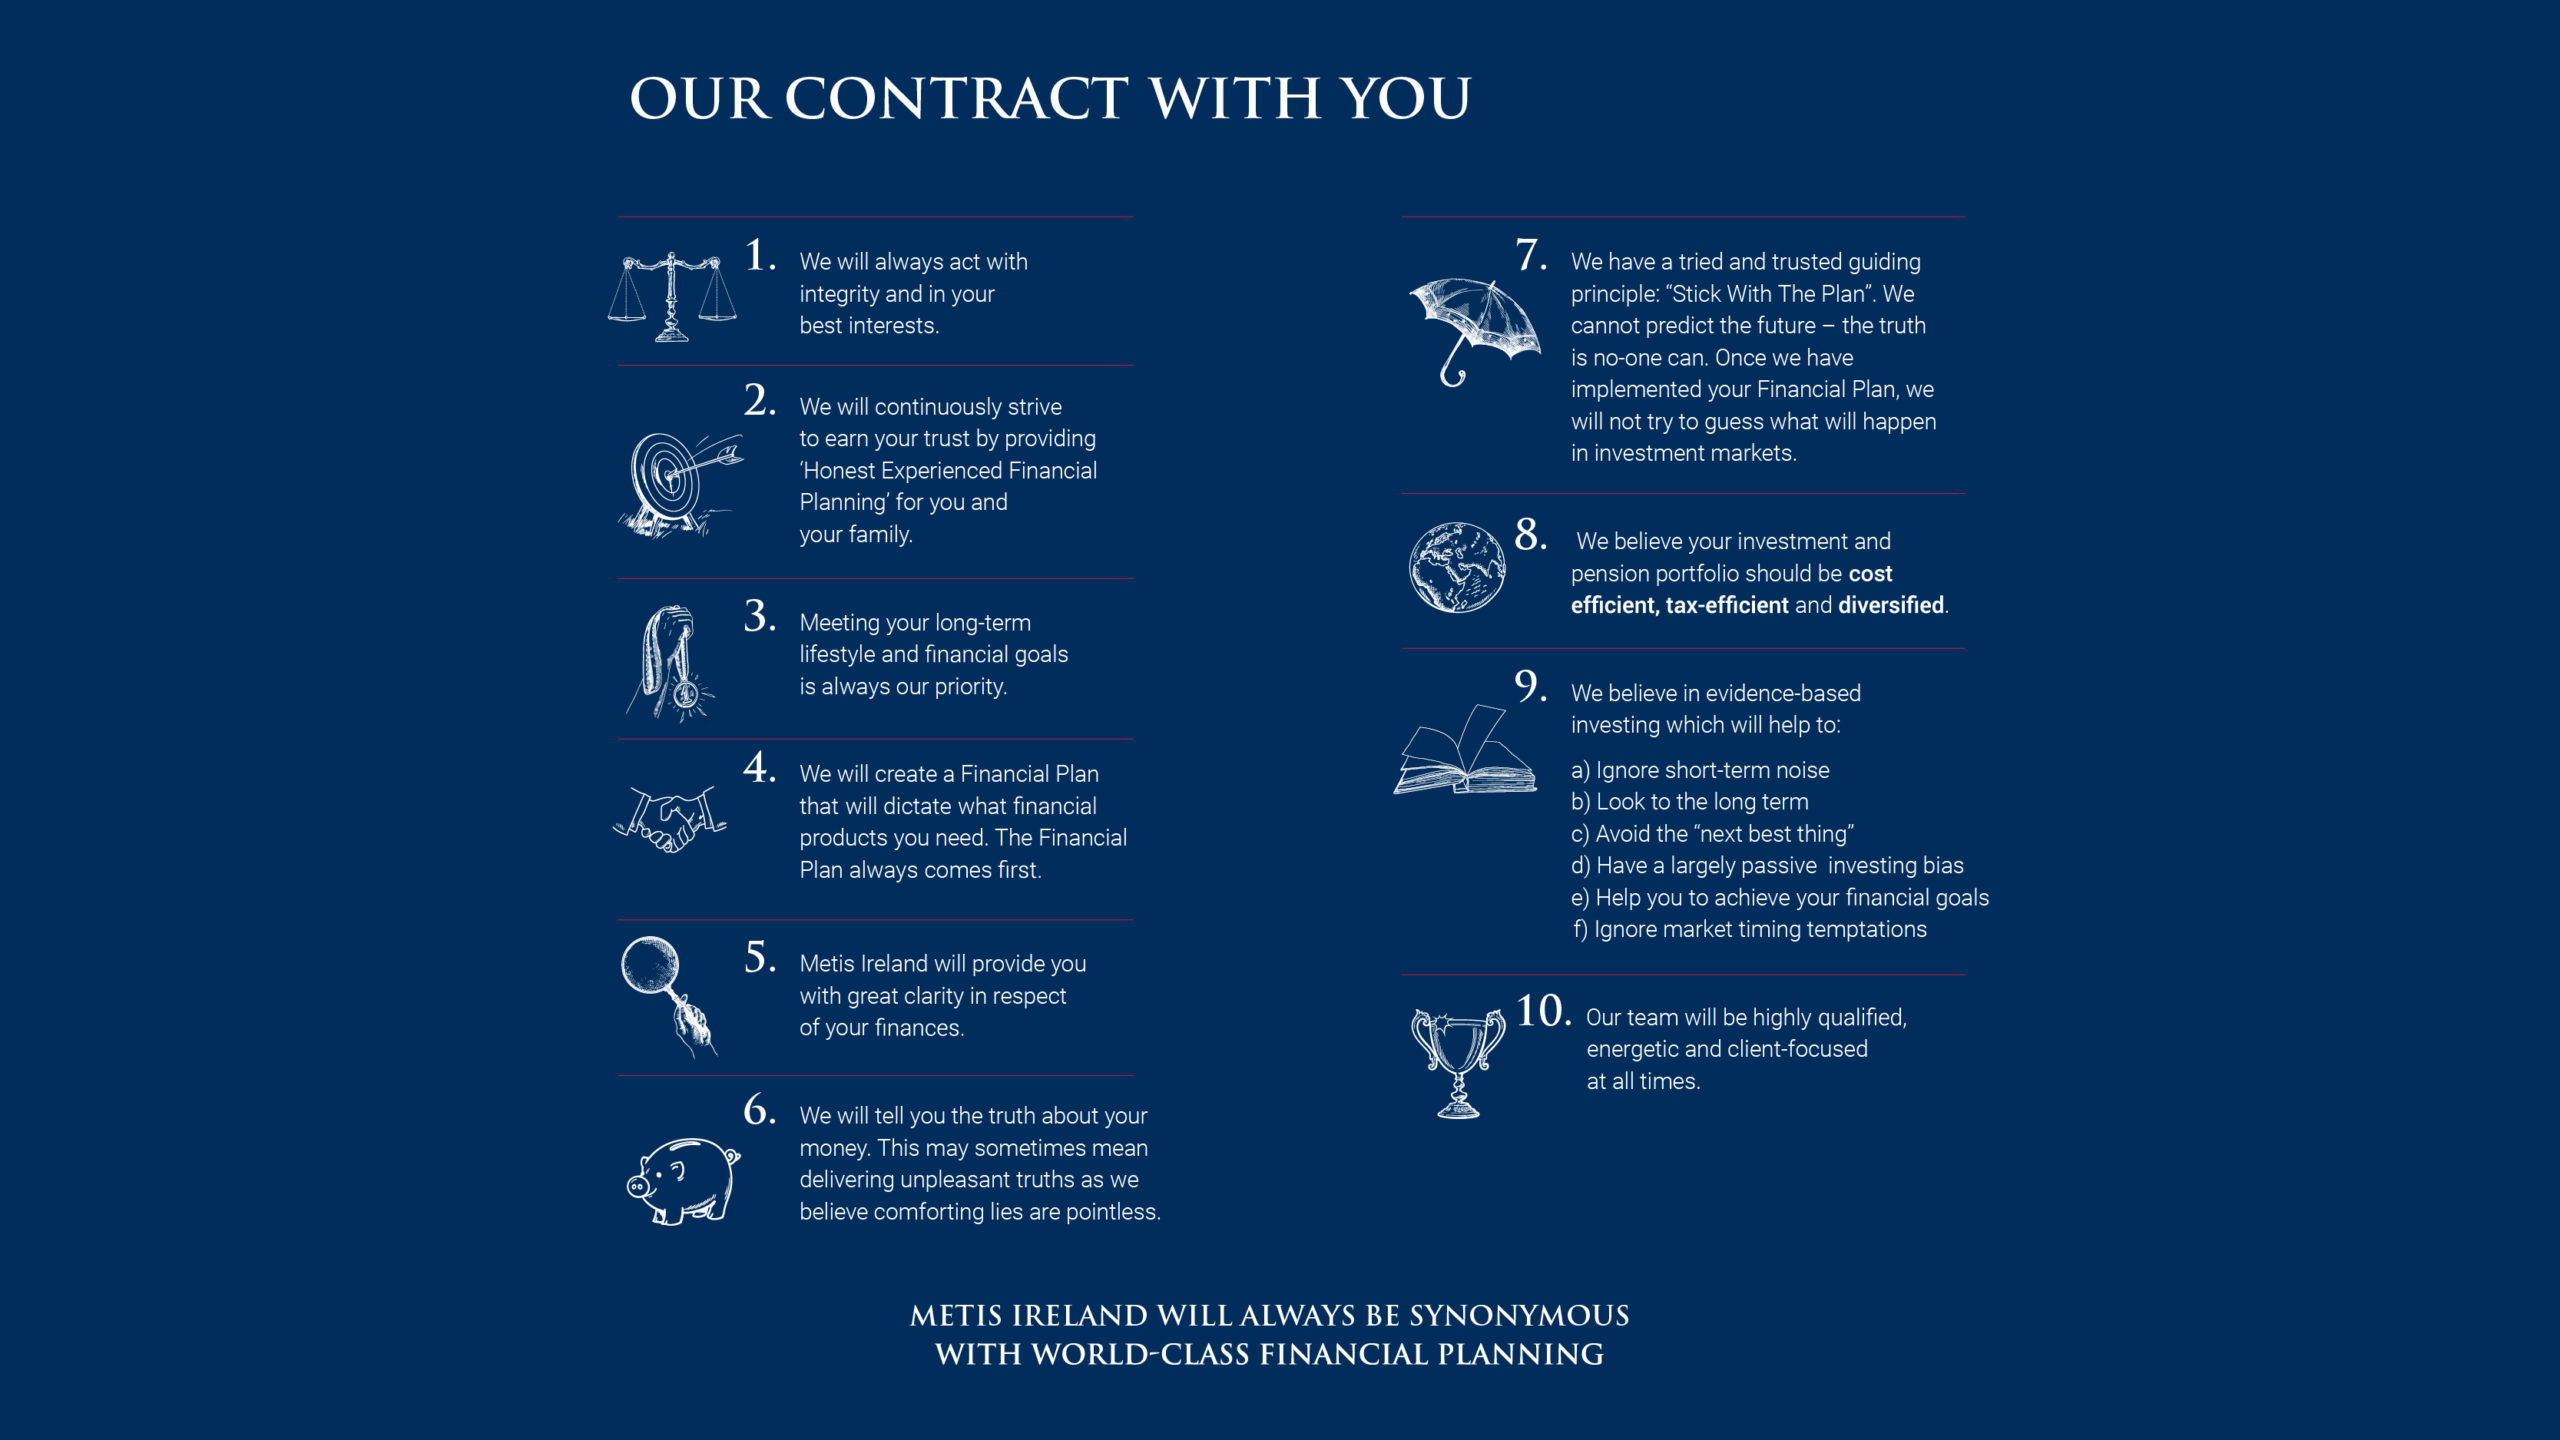 OUR CONTRACT WITH YOU
1. We will always act with
integrity and in your
best interests.
2. We will continuously strive
to earn your trust by providing
‘Honest Experienced Financial
Planning’ for you and
your family.
3. Meeting your long-term
lifestyle and financial goals
is always our priority.
4. We will create a Financial Plan
that will dictate what financial
products you need. The Financial
Plan always comes first.
5. Metis Ireland will provide you
with great clarity in respect
of your finances.
6. We will tell you the truth about your
money. This may sometimes mean
delivering unpleasant truths as we
believe comforting lies are pointless.
7. We have a tried and trusted guiding
principle: “Stick With The Plan”. We
cannot predict the future – the truth
is no-one can. Once we have
implemented your Financial Plan, we
will not try to guess what will happen
in investment markets.
8. We believe your investment and
pension portfolio should be cost
efficient, tax-efficient and diversified.
9. We believe in evidence-based
investing which will help to:
a) Ignore short-term noise
b) Look to the long term
c) Avoid the “next best thing”
d) Have a largely passive investing bias
e) Help you to achieve your financial goals
f) Ignore market timing temptations
10. Our team will be highly qualified,
energetic and client-focused
at all times.
METIS IRELAND WILL ALWAYS BE SYNONYMOUS
WITH WORLD-CLASS FINANCIAL PLANNING